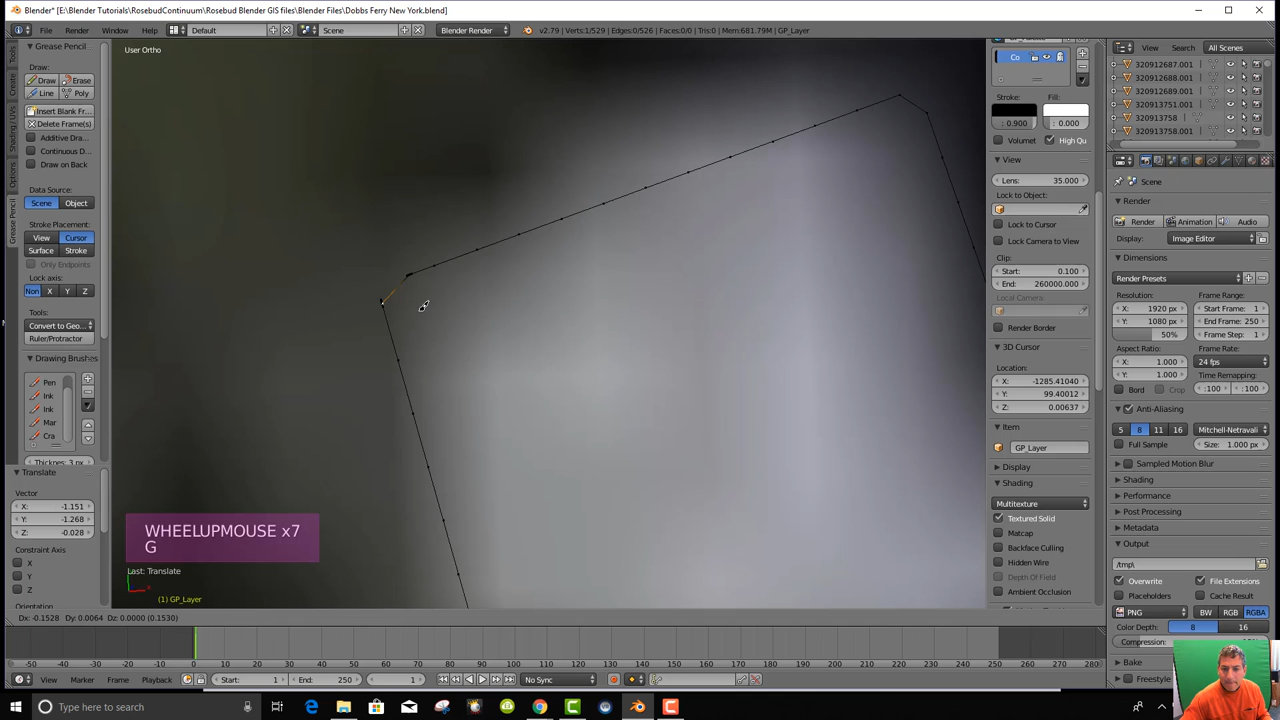 Blender* [E:\Blender Tutorials\RosebudContinuum\Rosebud Blender GIS files\Blender Files\Dobbs Ferry New York.blend]
File Render Window Help Default Scene Blender Render v2.79 | Verts:1/529 | Edges:0/526 | Faces:0/0 | Tris:0 | Mem:681.79M | GP_Layer
View Search All Scenes
Grease Pencil
Draw:
Draw Erase
Line Poly
Insert Blank Fr...
Delete Frame(s)
Additive Dra...
Continuous D...
Draw on Back
Data Source:
Scene Object
Stroke Placement:
View Cursor
Surface Stroke
Only Endpoints
Lock axis:
Non X Y Z
Tools:
Convert to Geo...
Ruler/Protractor
Drawing Brushes
Pen
Ink
Ink
Mar
Cra
Thicknes: 3 px
Translate
Vector
X: -1.151
Y: -1.268
Z: -0.028
Constraint Axis
X
Y
Z
Orientation
Tools
Create
Shading / UVs
Options
Grease Pencil
User Ortho
WHEELUPMOUSE x7
G
Last: Translate
(1) GP_Layer
Dx: -0.1528 Dy: 0.0064 Dz: 0.0000 (0.1530)
Co
Stroke: Fill:
0.900 0.000
Volumet High Qu
View
Lens: 35.000
Lock to Object:
Lock to Cursor
Lock Camera to View
Clip:
Start: 0.100
End: 260000.000
Local Camera
Render Border
3D Cursor
Location:
X: -1285.41040
Y: 99.40012
Z: 0.00637
Item
GP_Layer
Display
Shading
Multitexture
Textured Solid
Matcap
Backface Culling
Hidden Wire
Depth Of Field
Ambient Occlusion
320912687.001
320912688.001
320912689.001
320913751.001
320913758
320913758.001
Scene
Render
Render Animation Audio
Display: Image Editor
Dimensions
Render Presets
Resolution: Frame Range:
X: 1920 px Start Frame: 1
Y: 1080 px End Frame: 250
50% Frame Step: 1
Aspect Ratio: Frame Rate:
X: 1.000 24 fps
Y: 1.000 Time Remapping:
Bord Crop :100 :100
Anti-Aliasing
5 8 11 16 Mitchell-Netravali
Full Sample Size: 1.000 px
Sampled Motion Blur
Shading
Performance
Post Processing
Metadata
Output
/tmp\
Overwrite File Extensions
Placeholders Cache Result
PNG BW RGB RGBA
Color Depth: 8 16
Compression:
Bake
Freestyle
-50 -40 -30 -20 -10 0 10 20 30 40 50 60 70 80 90 100 110 120 130 140 150 160 170 180 190 200 210 220 230 240 250 260 270 280
View Marker Frame Playback Start: 1 End: 250 1 No Sync
Type here to search